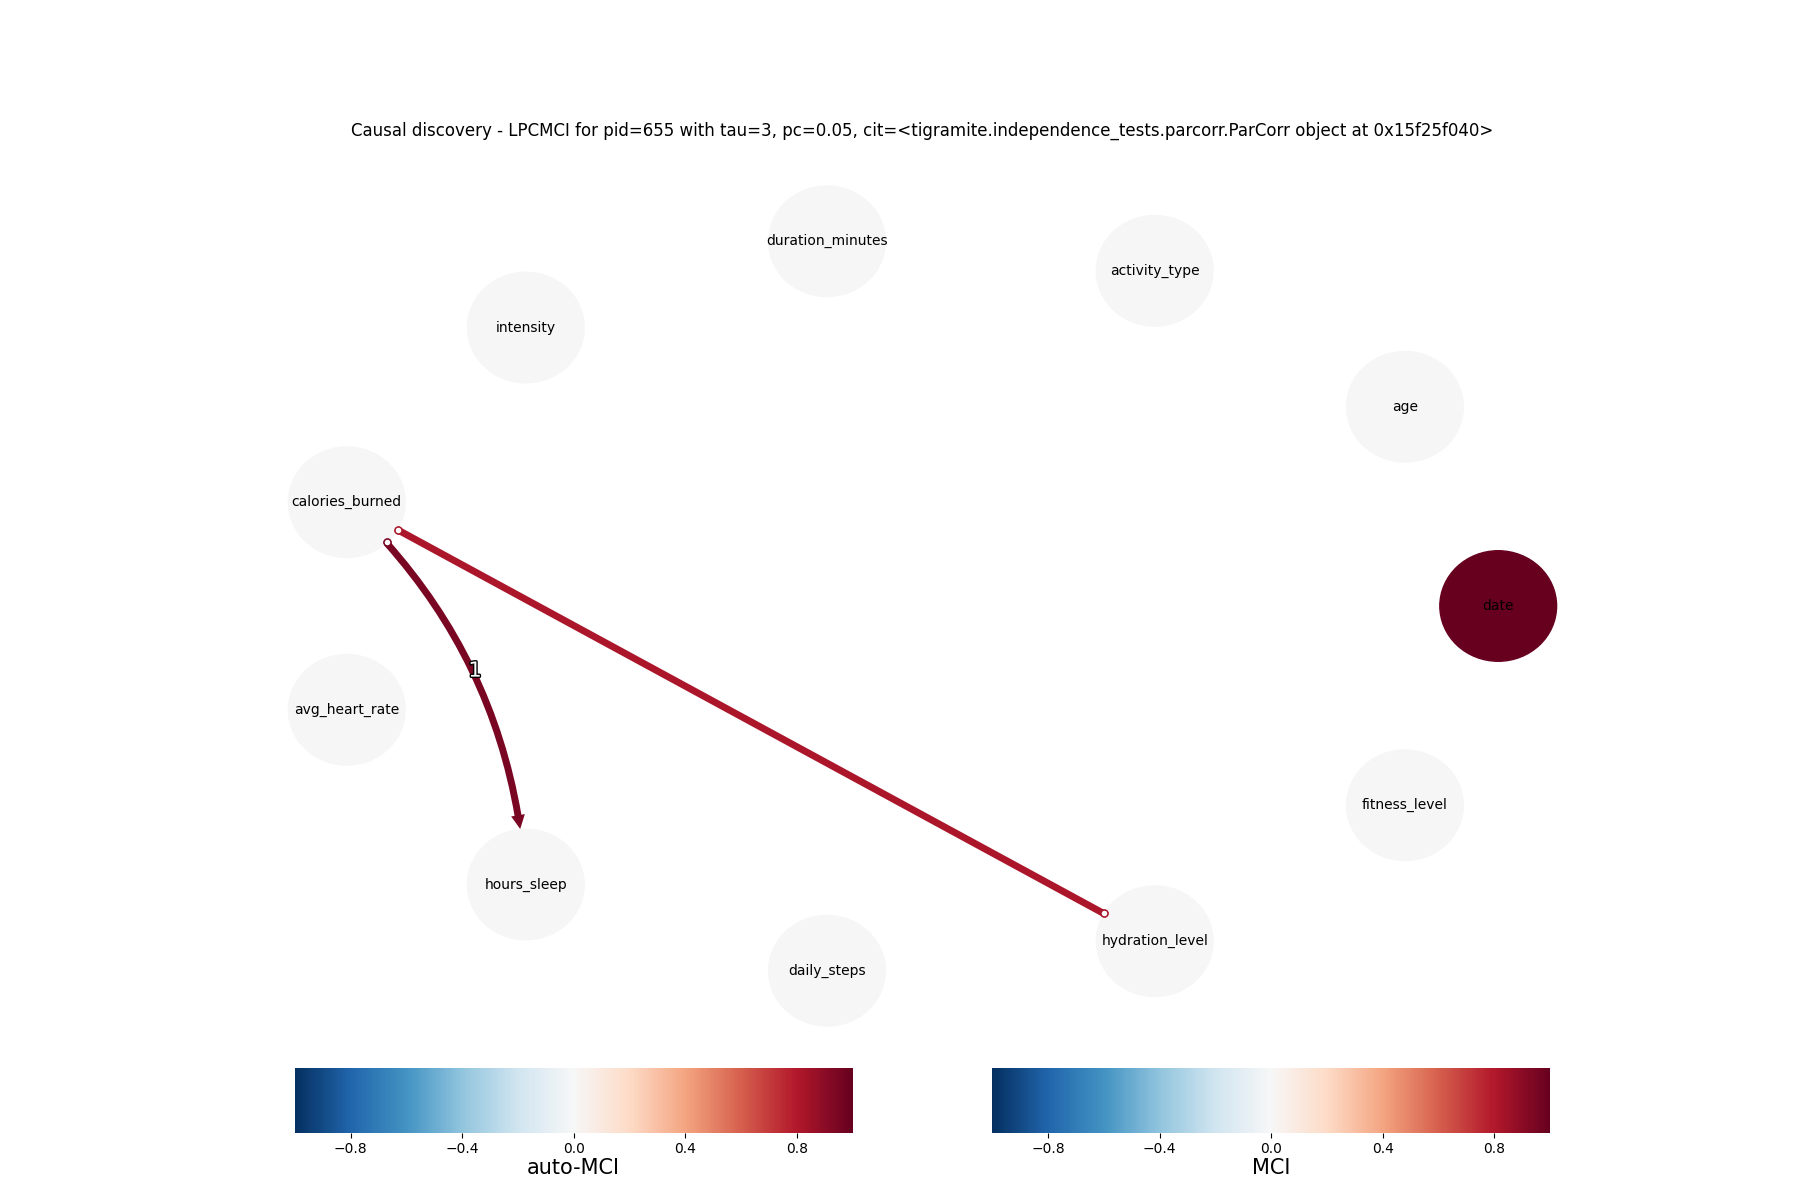 Causal discovery - LPCMCI for pid=655 with tau=3, pc=0.05, cit=<tigramite.independence_tests.parcorr.ParCorr object at 0x15f25f040>
duration_minutes
activity_type
intensity
age
calories_burned
date
1
avg_heart_rate
fitness_level
hours_sleep
hydration_level
daily_steps
−0.8 −0.4 0.0 0.4 0.8
auto-MCI
−0.8 −0.4 0.0 0.4 0.8
MCI